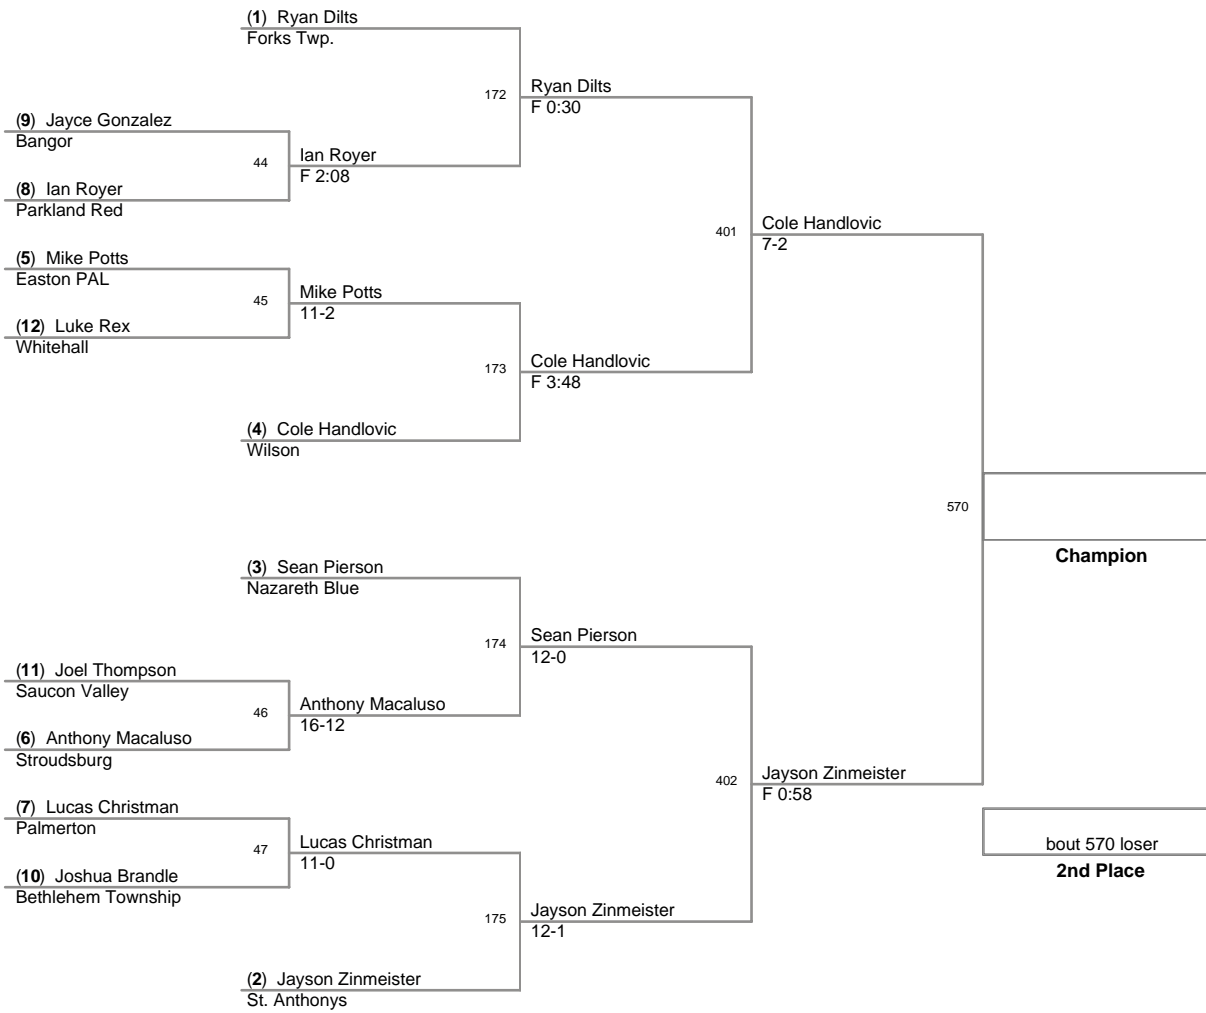 (1) Ryan Dilts
Forks Twp.
172
Ryan Dilts
F 0:30
(9) Jayce Gonzalez
Bangor
44
Ian Royer
F 2:08
(8) Ian Royer
Parkland Red
401
Cole Handlovic
7-2
(5) Mike Potts
Easton PAL
45
Mike Potts
11-2
(12) Luke Rex
Whitehall
173
Cole Handlovic
F 3:48
(4) Cole Handlovic
Wilson
570
Champion
(3) Sean Pierson
Nazareth Blue
174
Sean Pierson
12-0
(11) Joel Thompson
Saucon Valley
46
Anthony Macaluso
16-12
(6) Anthony Macaluso
Stroudsburg
402
Jayson Zinmeister
F 0:58
(7) Lucas Christman
Palmerton
47
Lucas Christman
11-0
(10) Joshua Brandle
Bethlehem Township
bout 570 loser
2nd Place
175
Jayson Zinmeister
12-1
(2) Jayson Zinmeister
St. Anthonys